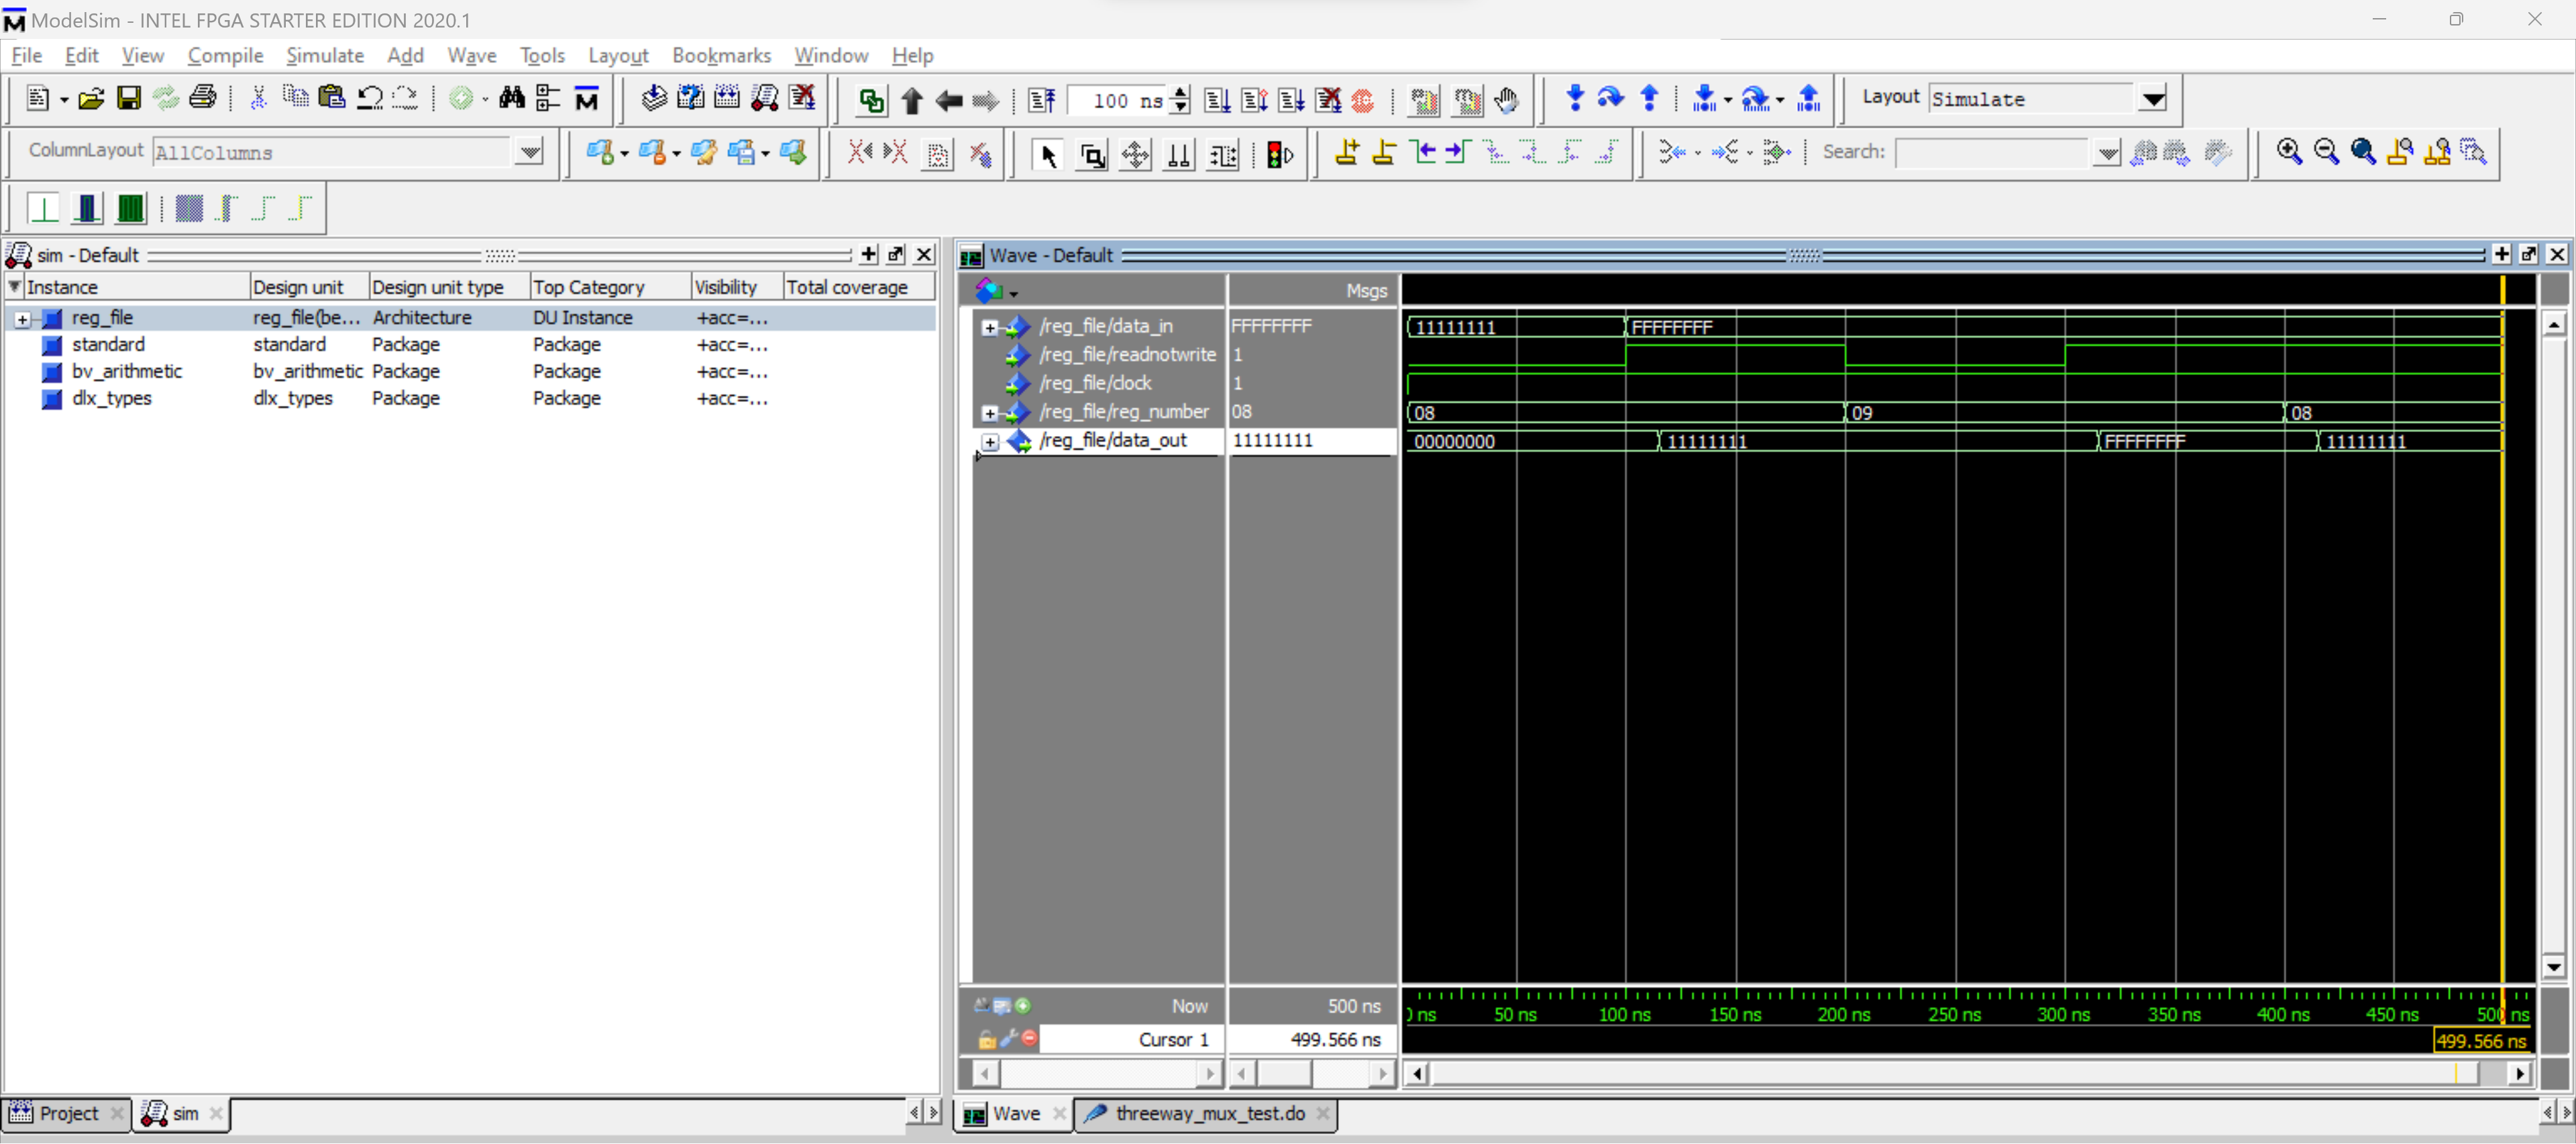 ModelSim - INTEL FPGA STARTER EDITION 2020.1
File Edit View Compile Simulate Add Wave Tools Layout Bookmarks Window Help
100 ns
Layout Simulate
ColumnLayout AllColumns
Search:
sim - Default
Instance Design unit Design unit type Top Category Visibility Total coverage
reg_file reg_file(be... Architecture DU Instance +acc=...
standard standard Package Package +acc=...
bv_arithmetic bv_arithmetic Package Package +acc=...
dlx_types dlx_types Package Package +acc=...
Wave - Default
Msgs
/reg_file/data_in FFFFFFFF 11111111 FFFFFFFF
/reg_file/readnotwrite 1
/reg_file/clock 1
/reg_file/reg_number 08 08 09 08
/reg_file/data_out 11111111 00000000 11111111 FFFFFFFF 11111111
Now 500 ns
ns 50 ns 100 ns 150 ns 200 ns 250 ns 300 ns 350 ns 400 ns 450 ns 500 ns
Cursor 1 499.566 ns 499.566 ns
Project sim
Wave threeway_mux_test.do